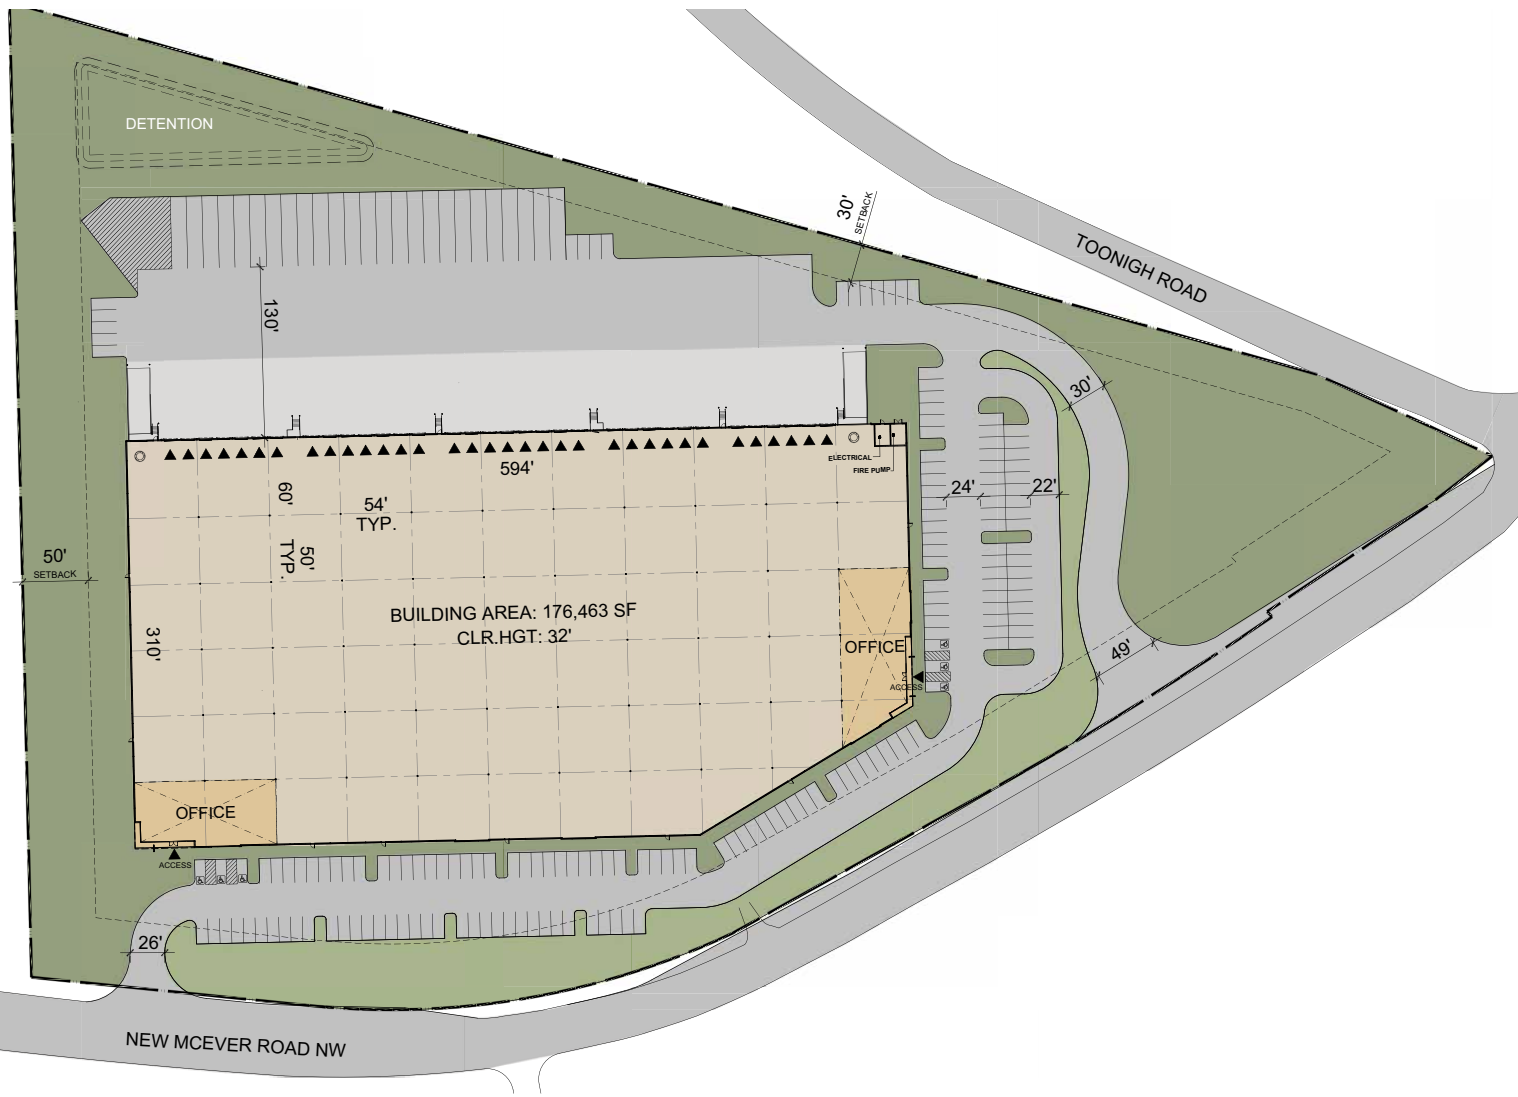 DETENTION
30'
SETBACK
TOONIGH ROAD
130'
30'
594'
ELECTRICAL
FIRE PUMP
60'
54'
TYP.
50'
TYP.
24'
22'
50'
SETBACK
BUILDING AREA: 176,463 SF
CLR.HGT: 32'
310'
OFFICE
49'
ACCESS
OFFICE
ACCESS
26'
NEW MCEVER ROAD NW